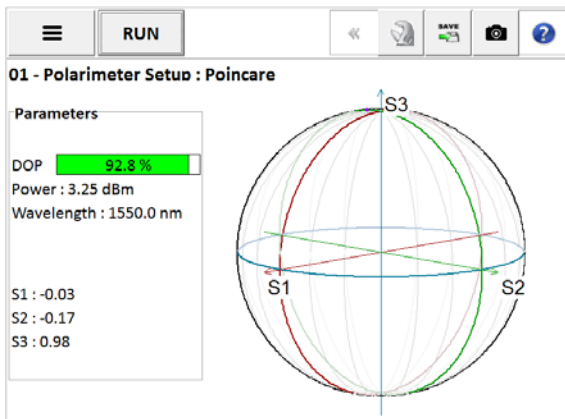 RUN
SAVE
?
01 - Polarimeter Setup : Poincare
Parameters
DOP 92.8 %
Power : 3.25 dBm
Wavelength : 1550.0 nm
S1 : -0.03
S2 : -0.17
S3 : 0.98
S3
S1
S2